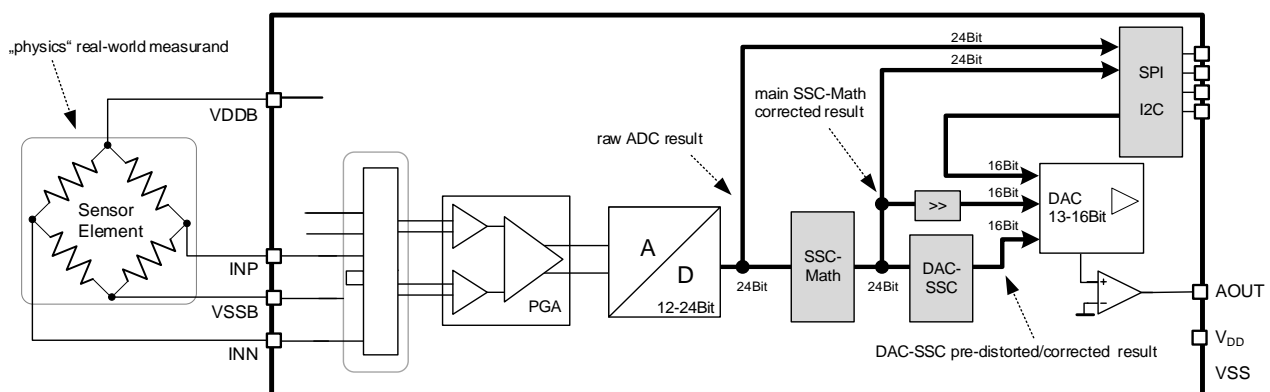 „physics“ real-world measurand
VDDB
Sensor
Element
INP
VSSB
INN
PGA
A
D
12-24Bit
raw ADC result
24Bit
SSC-
Math
main SSC-Math
corrected result
24Bit
24Bit
24Bit
>>
DAC-
SSC
16Bit
16Bit
16Bit
DAC
13-16Bit
SPI
I2C
+
–
DAC-SSC pre-distorted/corrected result
AOUT
VDD
VSS